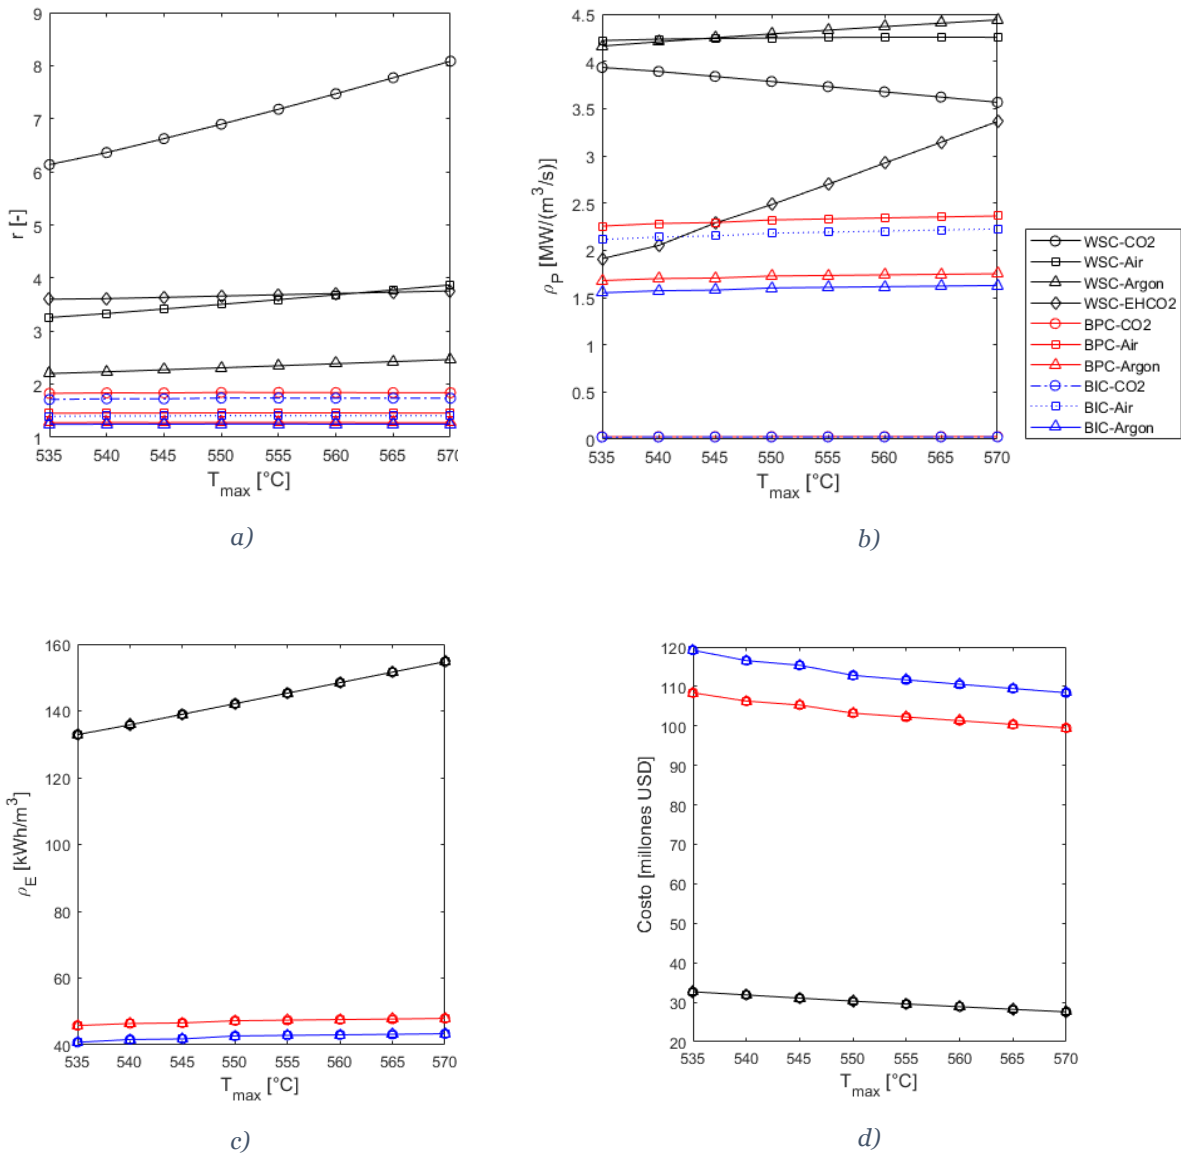 9
8
7
6
5
4
3
2
1
r [-]
535 540 545 550 555 560 565 570
T_max [°C]
a)
4.5
4
3.5
3
2.5
2
1.5
1
0.5
0
ρ_P [MW/(m³/s)]
535 540 545 550 555 560 565 570
T_max [°C]
b)
WSC-CO2
WSC-Air
WSC-Argon
WSC-EHCO2
BPC-CO2
BPC-Air
BPC-Argon
BIC-CO2
BIC-Air
BIC-Argon
160
140
120
100
80
60
40
ρ_E [kWh/m³]
535 540 545 550 555 560 565 570
T_max [°C]
c)
120
110
100
90
80
70
60
50
40
30
20
Costo [millones USD]
535 540 545 550 555 560 565 570
T_max [°C]
d)